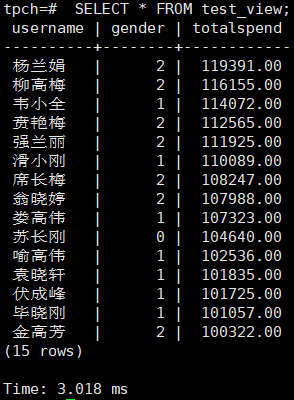 tpch=#  SELECT * FROM test_view;
 username | gender | totalspend
----------+--------+------------
 杨兰娟   |      2 |  119391.00
 柳高梅   |      2 |  116155.00
 韦小全   |      1 |  114072.00
 贲艳梅   |      2 |  112565.00
 强兰丽   |      2 |  111925.00
 滑小刚   |      1 |  110089.00
 席长梅   |      2 |  108247.00
 翁晓婷   |      2 |  107988.00
 娄高伟   |      1 |  107323.00
 苏长刚   |      0 |  104640.00
 喻高伟   |      1 |  102536.00
 袁晓轩   |      1 |  101835.00
 伏成峰   |      1 |  101725.00
 毕晓刚   |      1 |  101057.00
 金高芳   |      2 |  100322.00
(15 rows)
Time: 3.018 ms